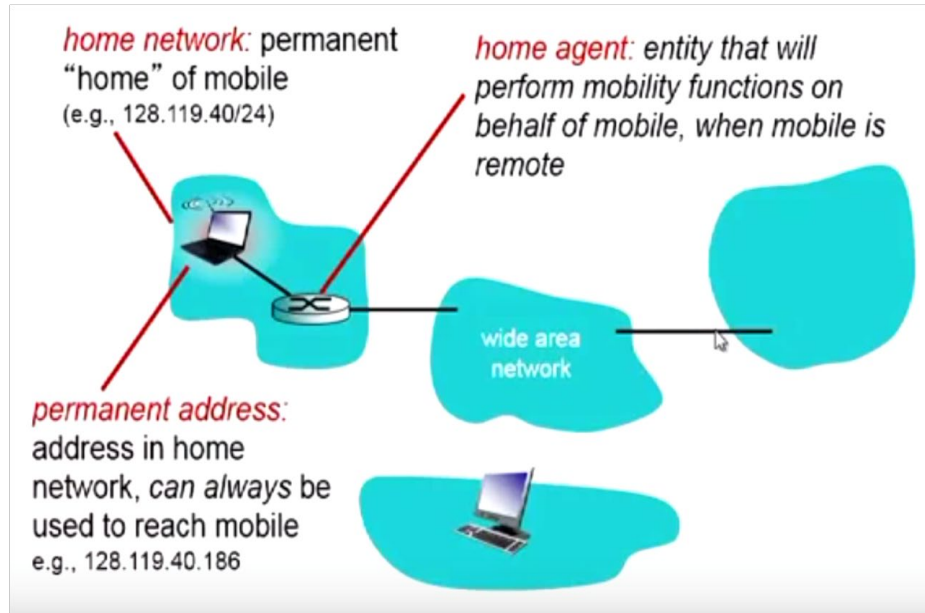 home network: permanent
“home” of mobile
(e.g., 128.119.40/24)
home agent: entity that will
perform mobility functions on
behalf of mobile, when mobile is
remote
wide area
network
permanent address:
address in home
network, can always be
used to reach mobile
e.g., 128.119.40.186